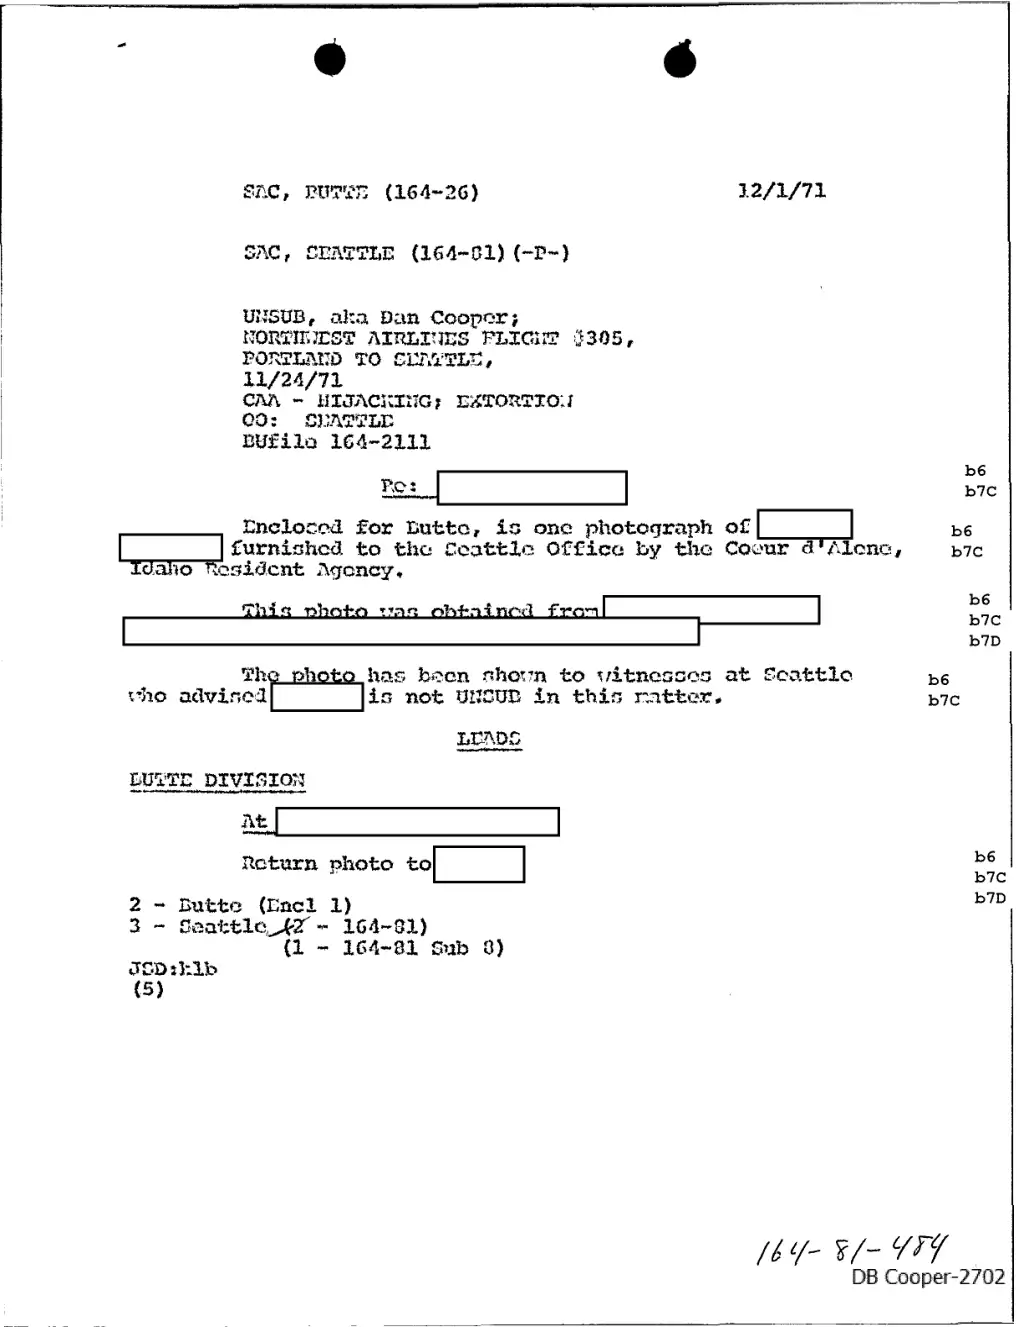 SAC, BUTTE (164-26) 12/1/71
SAC, SEATTLE (164-81)(-P-)
UNSUB, aka Dan Cooper;
NORTHWEST AIRLINES FLIGHT #305,
PORTLAND TO SEATTLE,
11/24/71
CAA - HIJACKING; EXTORTION
OO: SEATTLE
BUfile 164-2111
Re:
b6
b7C
Enclosed for Butte, is one photograph of
furnished to the Seattle Office by the Coeur d'Alene,
Idaho Resident Agency.
b6
b7C
This photo was obtained from
b6
b7C
b7D
The photo has been shown to witnesses at Seattle
who advised is not UNSUB in this matter.
b6
b7C
LEADS
BUTTE DIVISION
At
Return photo to
b6
b7C
b7D
2 - Butte (Encl 1)
3 - Seattle (2 - 164-81)
(1 - 164-81 Sub 8)
JSD:klb
(5)
164-81-484
DB Cooper-2702